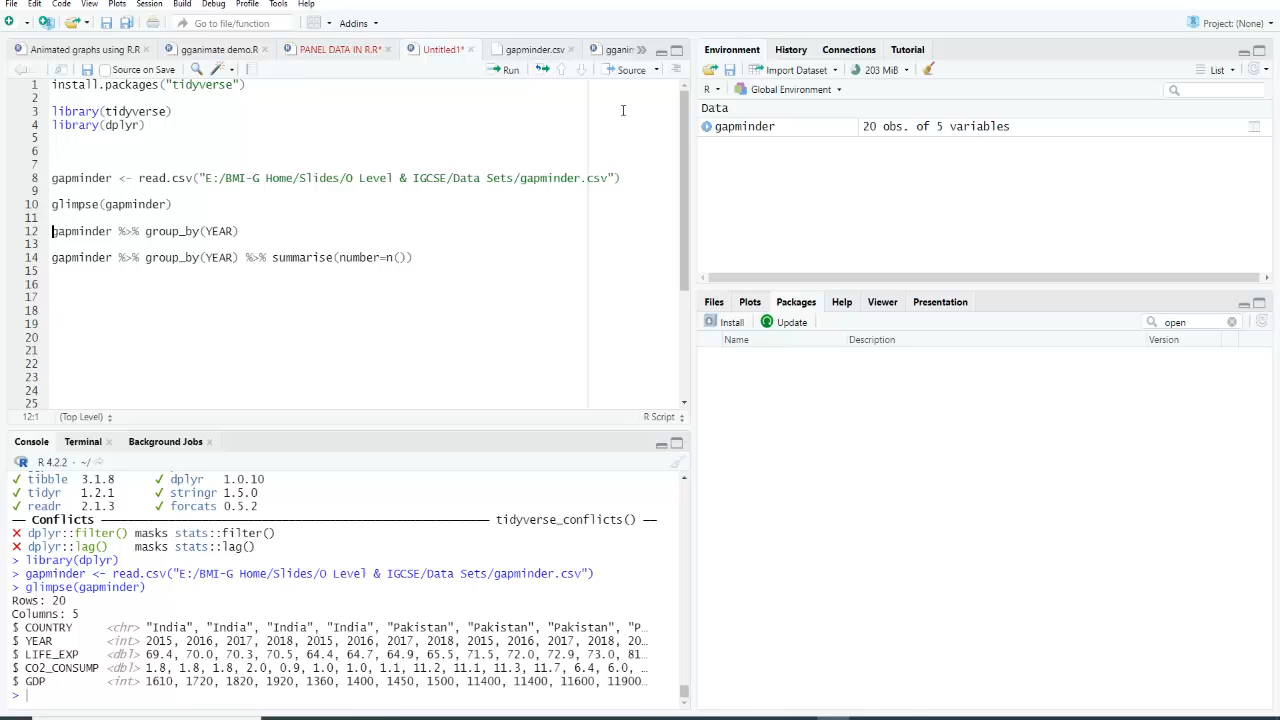 File Edit Code View Plots Session Build Debug Profile Tools Help
Go to file/function Addins Project: (None)
Animated graphs using R.R gganimate demo.R PANEL DATA IN R.R* Untitled1* gapminder.csv ggani
Source on Save Run Source
1 install.packages("tidyverse")
2
3 library(tidyverse)
4 library(dplyr)
5
6
7
8 gapminder <- read.csv("E:/BMI-G Home/Slides/O Level & IGCSE/Data Sets/gapminder.csv")
9
10 glimpse(gapminder)
11
12 gapminder %>% group_by(YEAR)
13
14 gapminder %>% group_by(YEAR) %>% summarise(number=n())
15
16
17
18
19
20
21
22
23
24
25
12:1 (Top Level) R Script
Console Terminal Background Jobs
R 4.2.2 · ~/
✓ tibble 3.1.8 ✓ dplyr 1.0.10
✓ tidyr 1.2.1 ✓ stringr 1.5.0
✓ readr 2.1.3 ✓ forcats 0.5.2
── Conflicts ── tidyverse_conflicts() ──
✗ dplyr::filter() masks stats::filter()
✗ dplyr::lag() masks stats::lag()
> library(dplyr)
> gapminder <- read.csv("E:/BMI-G Home/Slides/O Level & IGCSE/Data Sets/gapminder.csv")
> glimpse(gapminder)
Rows: 20
Columns: 5
$ COUNTRY <chr> "India", "India", "India", "India", "Pakistan", "Pakistan", "Pakistan", "P…
$ YEAR <int> 2015, 2016, 2017, 2018, 2015, 2016, 2017, 2018, 2015, 2016, 2017, 2018, 20…
$ LIFE_EXP <dbl> 69.4, 70.0, 70.3, 70.5, 64.4, 64.7, 64.9, 65.5, 71.5, 72.0, 72.9, 73.0, 81…
$ CO2_CONSUMP <dbl> 1.8, 1.8, 1.8, 2.0, 0.9, 1.0, 1.0, 1.1, 11.2, 11.1, 11.3, 11.7, 6.4, 6.0, …
$ GDP <int> 1610, 1720, 1820, 1920, 1360, 1400, 1450, 1500, 11400, 11400, 11600, 11900…
>
Environment History Connections Tutorial
Import Dataset 203 MiB List
R Global Environment
Data
gapminder 20 obs. of 5 variables
Files Plots Packages Help Viewer Presentation
Install Update open
Name Description Version